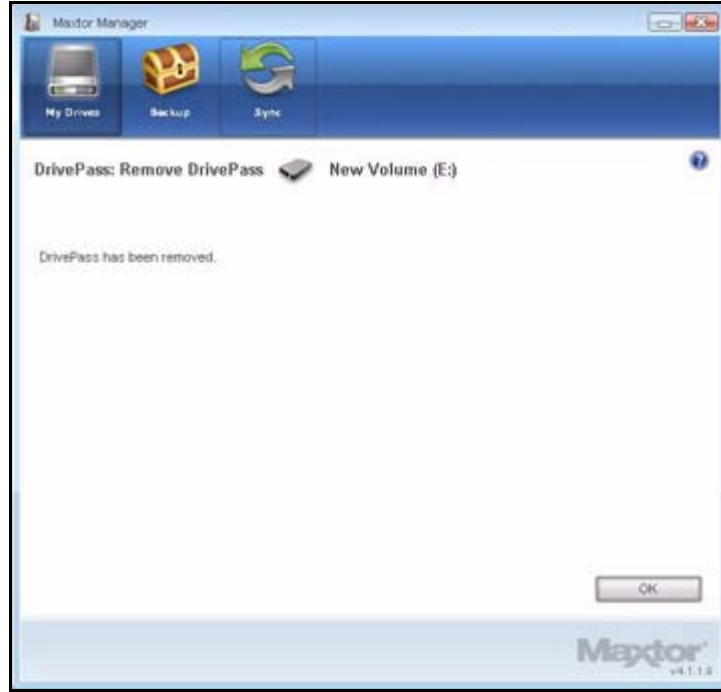 Maxtor Manager
My Drives Backup Sync
DrivePass: Remove DrivePass New Volume (E:)
DrivePass has been removed.
OK
Maxtor